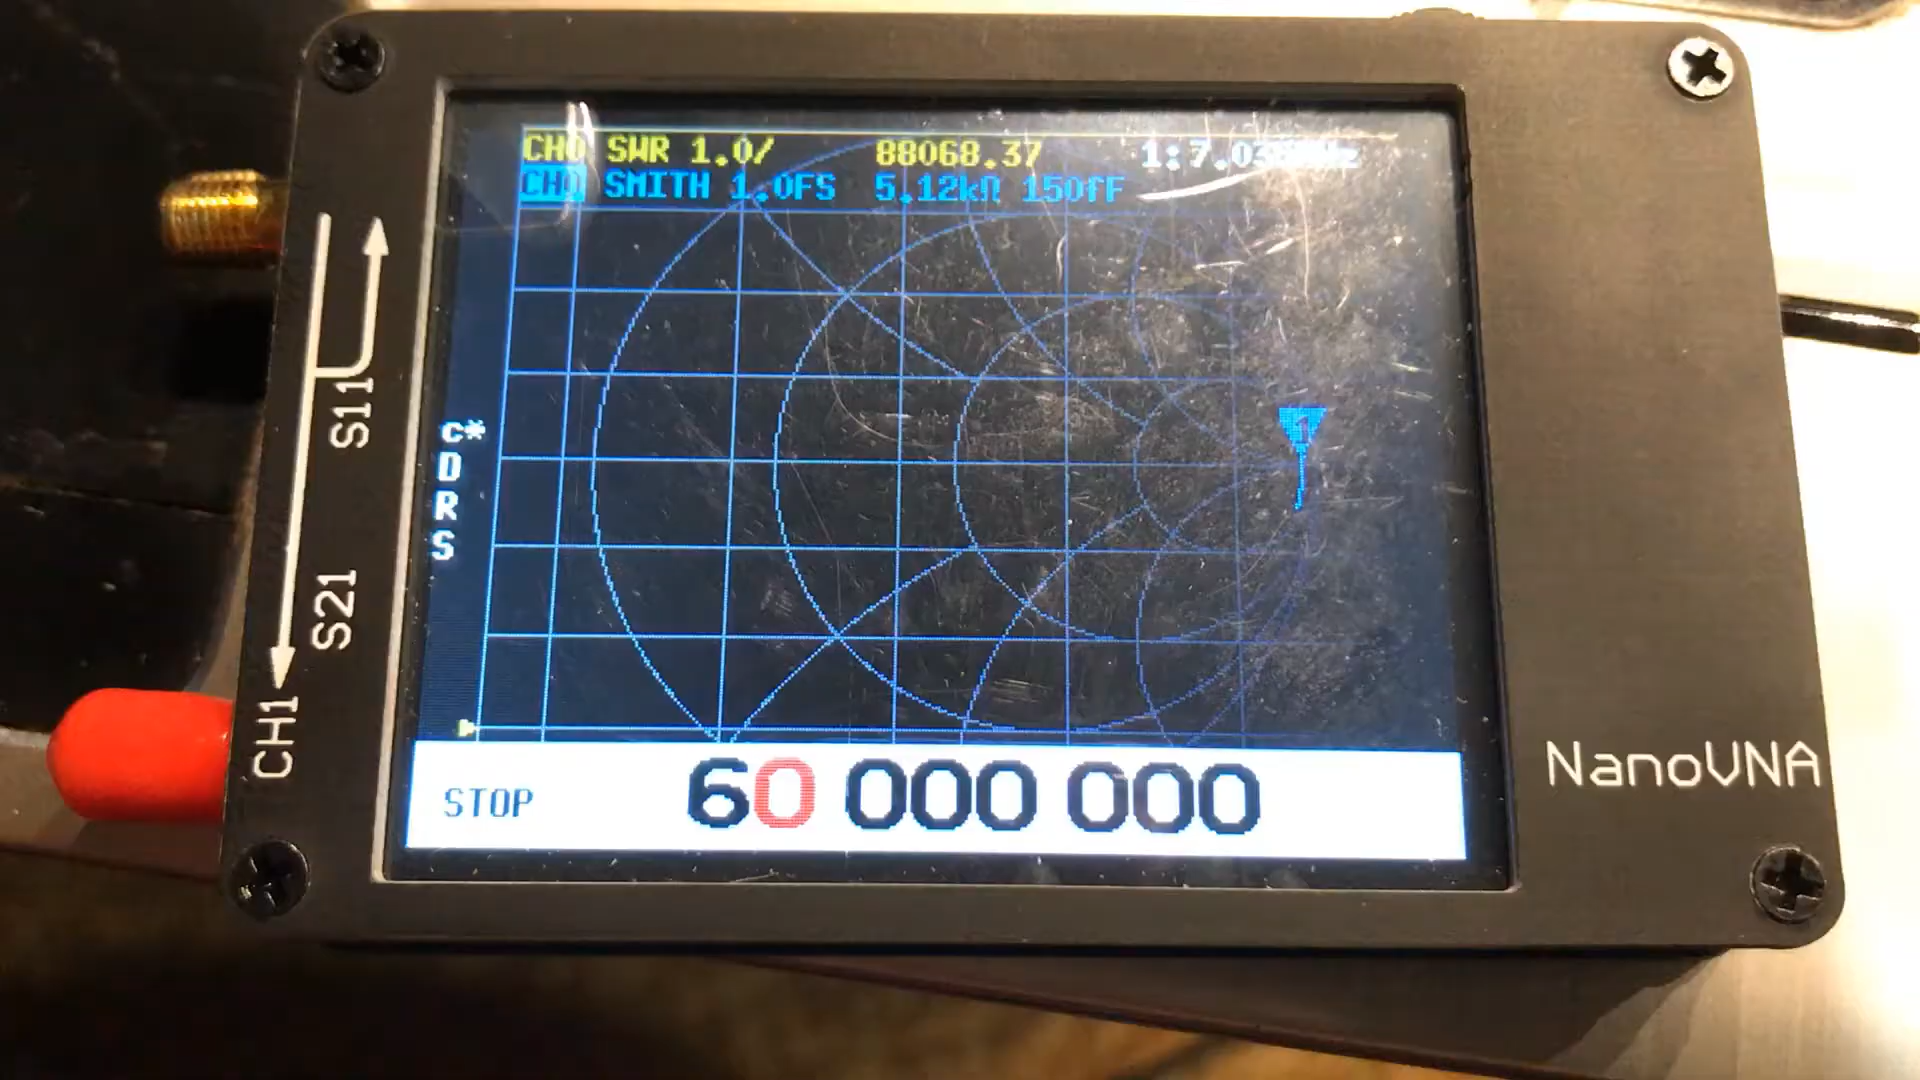 CH0 SWR 1.0/ 88068.37
CH0 SMITH 1.0FS 5.12kΩ 150fF
1
C*
D
R
S
STOP 60 000 000
S11
S21
CH1
NanoVNA